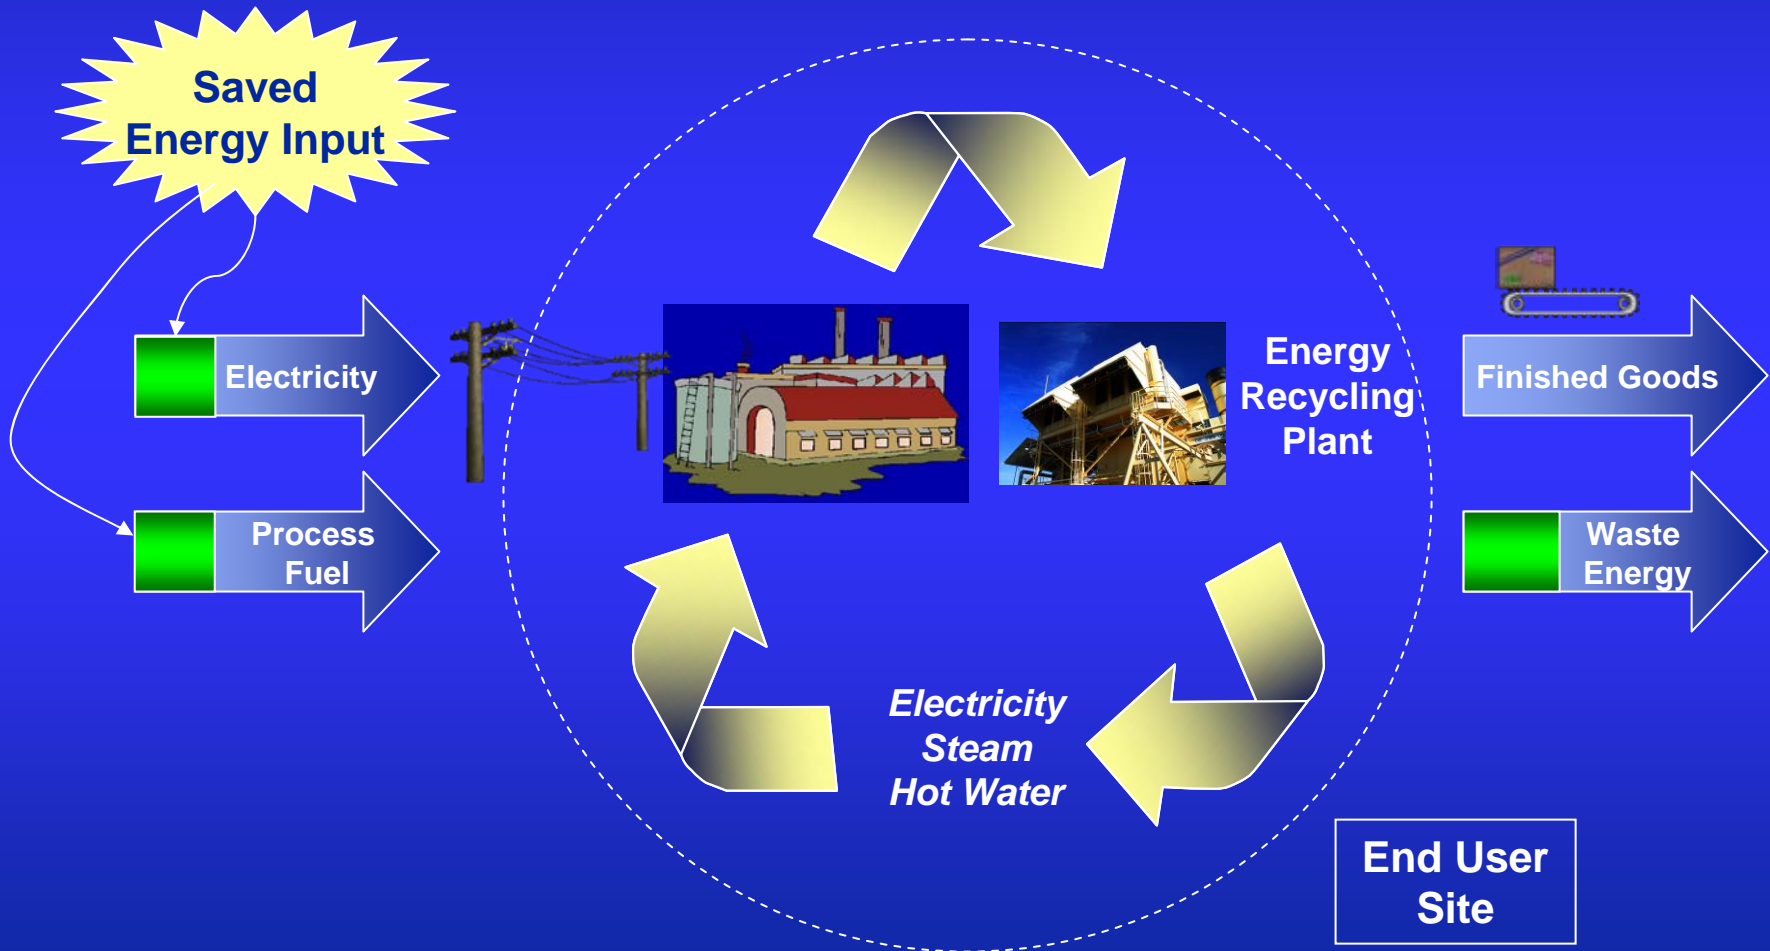 Saved
Energy Input
Electricity
Process
Fuel
Energy
Recycling
Plant
Finished Goods
Waste
Energy
Electricity
Steam
Hot Water
End User
Site